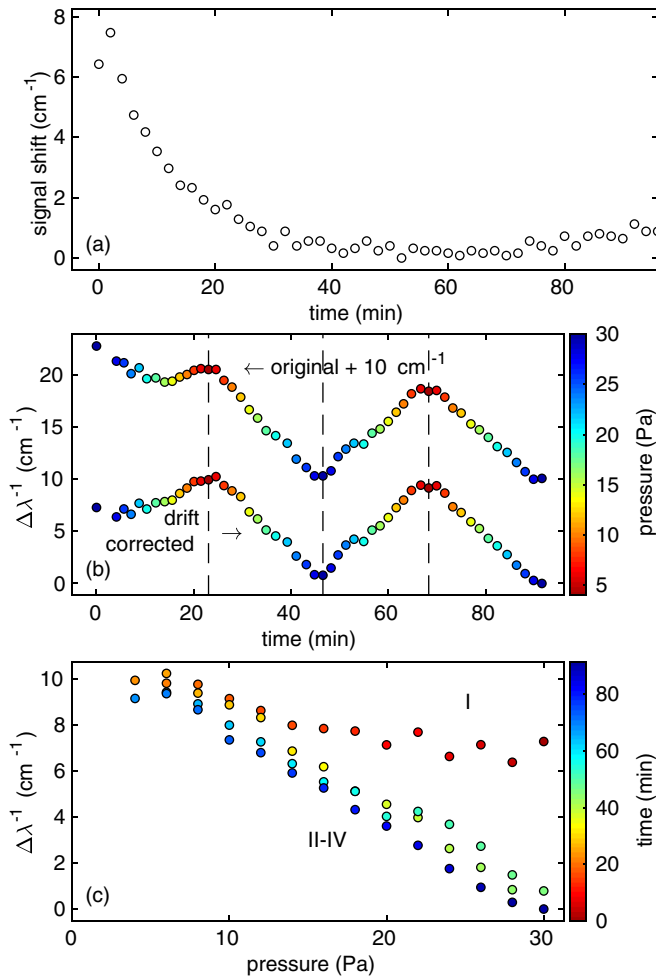 8
6
4
2
0
signal shift (cm⁻¹)
(a)
0 20 40 60 80
time (min)
20
15
10
5
0
Δλ⁻¹ (cm⁻¹)
← original + 10 cm⁻¹
drift →
corrected
(b)
0 20 40 60 80
time (min)
30
25
20
15
10
5
pressure (Pa)
10
8
6
4
2
0
Δλ⁻¹ (cm⁻¹)
I
II-IV
(c)
0 10 20 30
pressure (Pa)
80
60
40
20
0
time (min)